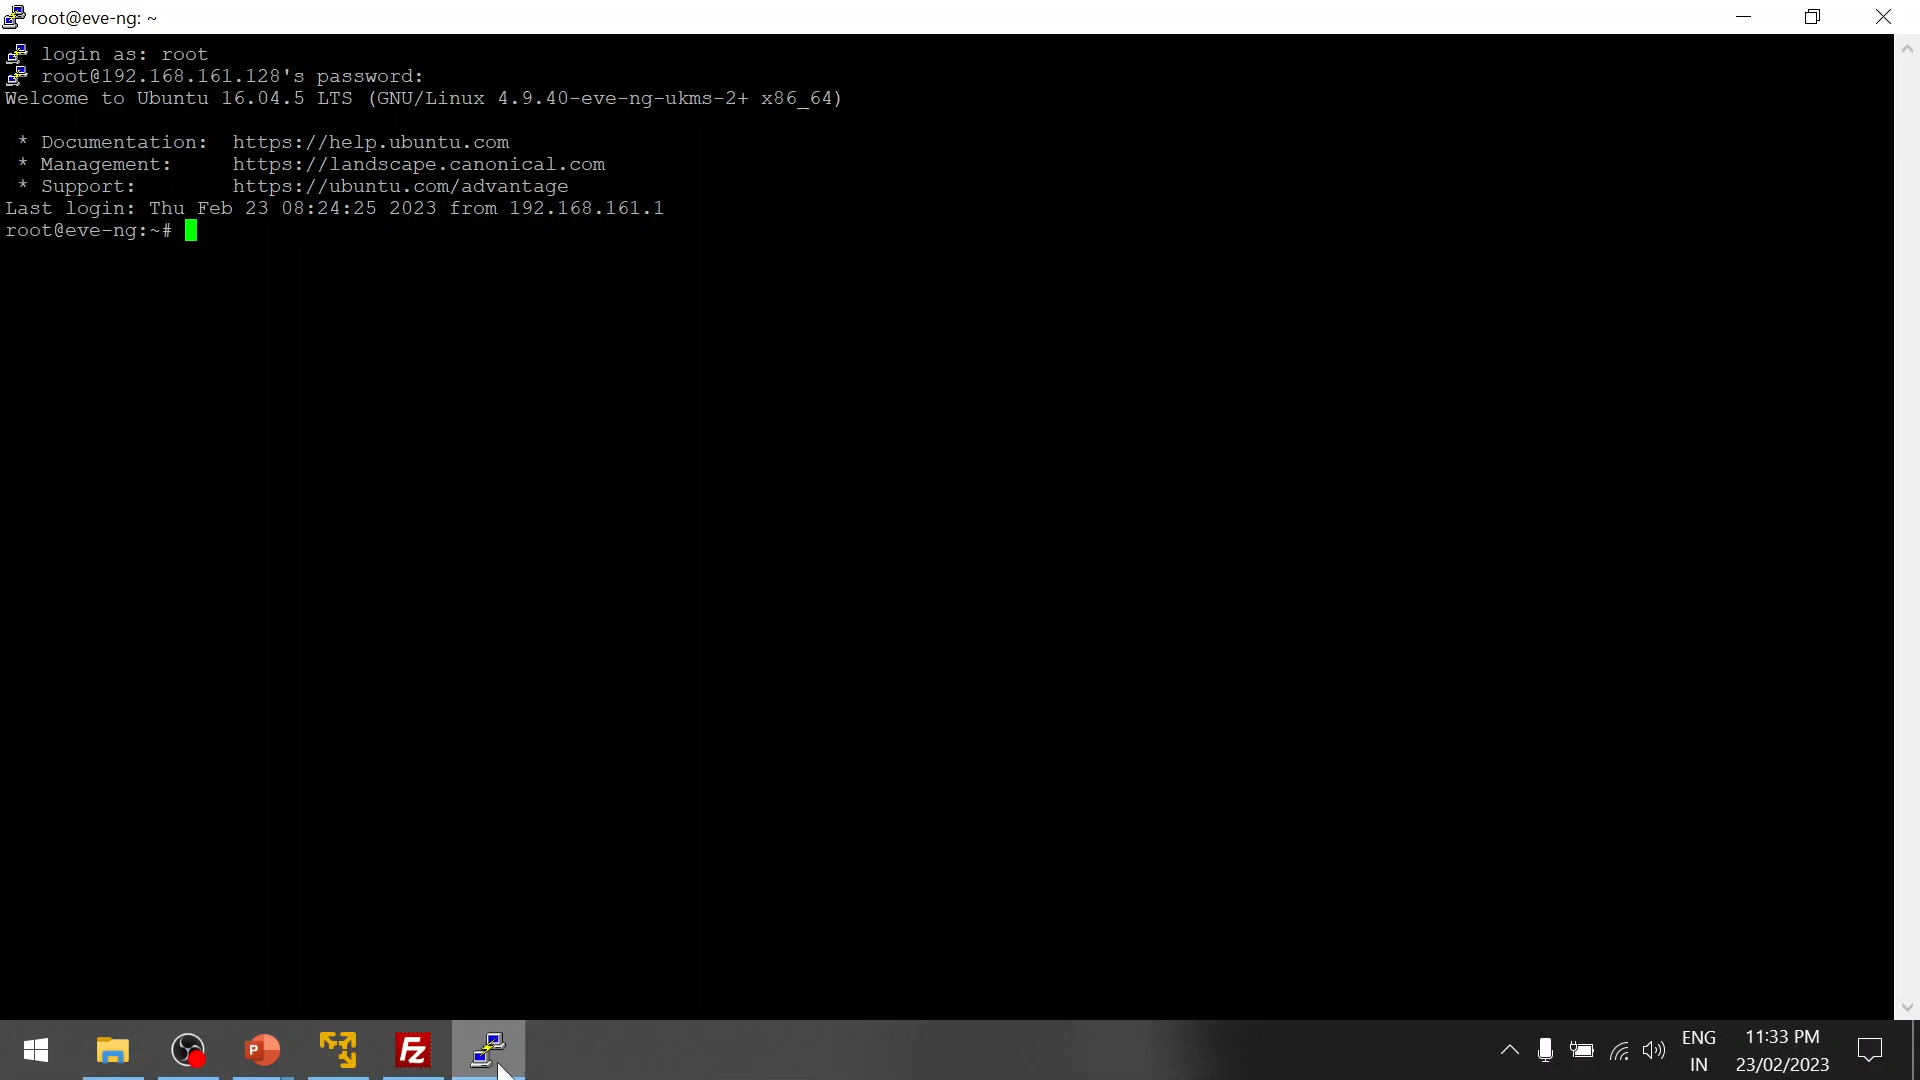 root@eve-ng: ~
login as: root
root@192.168.161.128's password:
Welcome to Ubuntu 16.04.5 LTS (GNU/Linux 4.9.40-eve-ng-ukms-2+ x86_64)
* Documentation:  https://help.ubuntu.com
* Management:     https://landscape.canonical.com
* Support:        https://ubuntu.com/advantage
Last login: Thu Feb 23 08:24:25 2023 from 192.168.161.1
root@eve-ng:~#
P
Fz
ENG
IN
11:33 PM
23/02/2023